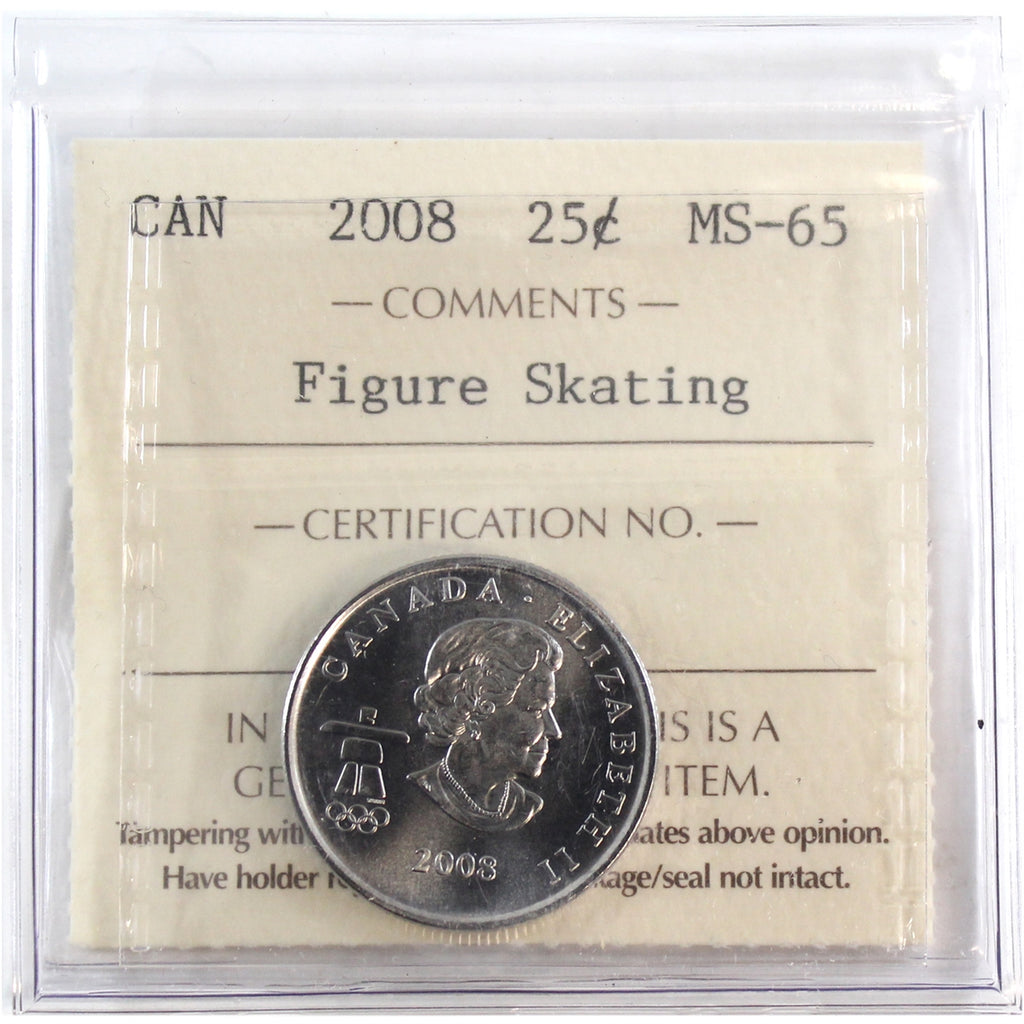 CAN 2008 25¢ MS-65
— COMMENTS —
Figure Skating
— CERTIFICATION NO. —
CANADA · ELIZABETH II
2008
IN IS IS A
GE ITEM.
Tampering with ates above opinion.
Have holder age/seal not intact.